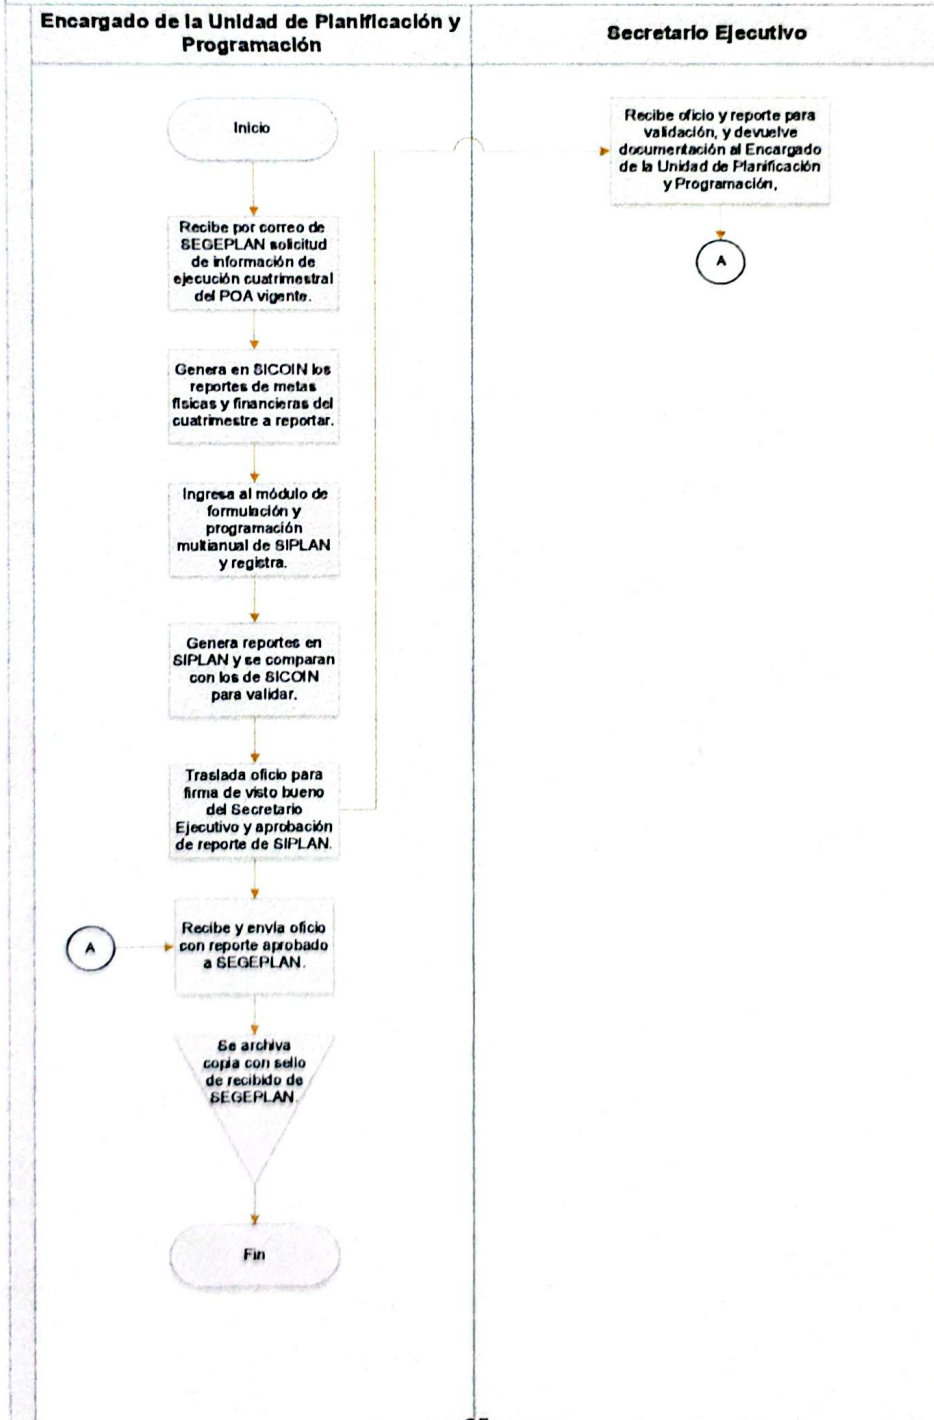 Encargado de la Unidad de Planificación y
Programación
Secretario Ejecutivo
Inicio
Recibe por correo de
SEGEPLAN solicitud
de información de
ejecución cuatrimestral
del POA vigente.
Genera en SICOIN los
reportes de metas
físicas y financieras del
cuatrimestre a reportar.
Ingresa al módulo de
formulación y
programación
multianual de SIPLAN
y registra.
Genera reportes en
SIPLAN y se comparan
con los de SICOIN
para validar.
Traslada oficio para
firma de visto bueno
del Secretario
Ejecutivo y aprobación
de reporte de SIPLAN.
A
Recibe y envía oficio
con reporte aprobado
a SEGEPLAN.
Se archiva
copia con sello
de recibido de
SEGEPLAN.
Fin
Recibe oficio y reporte para
validación, y devuelve
documentación al Encargado
de la Unidad de Planificación
y Programación,
A